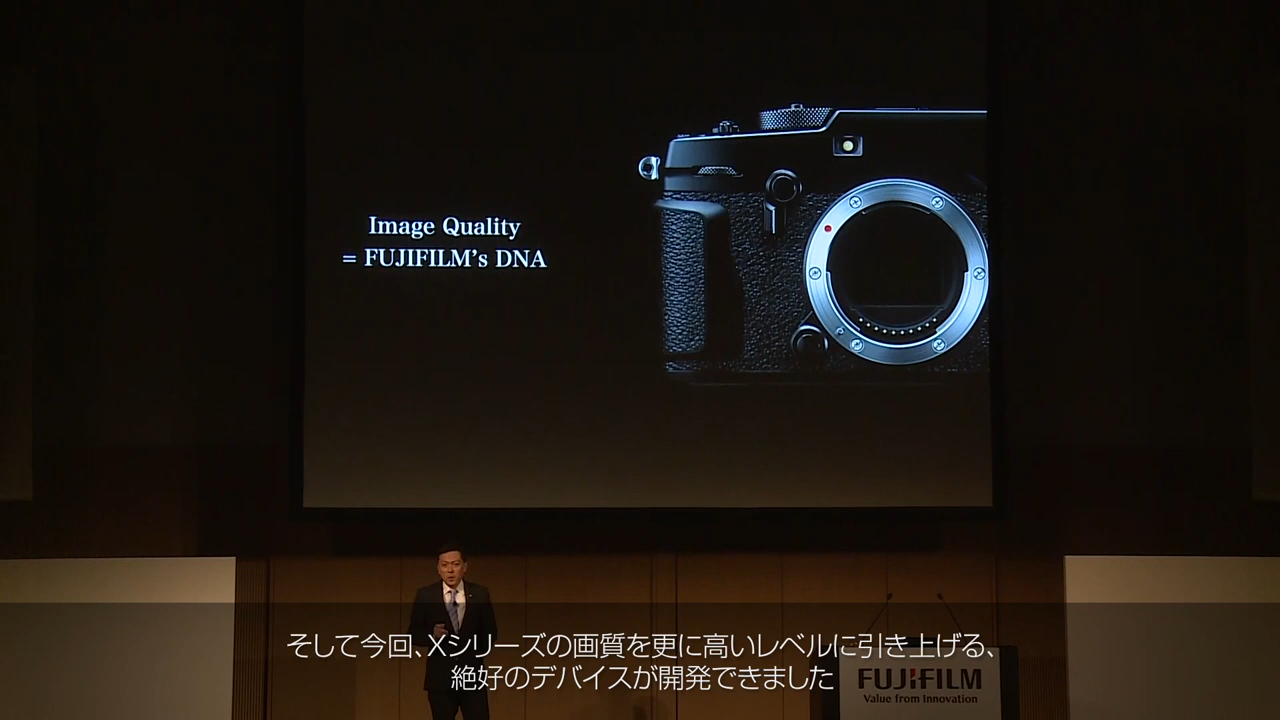 Image Quality
= FUJIFILM's DNA
そして今回、Xシリーズの画質を更に高いレベルに引き上げる、
絶好のデバイスが開発できました
FUJIFILM
Value from Innovation